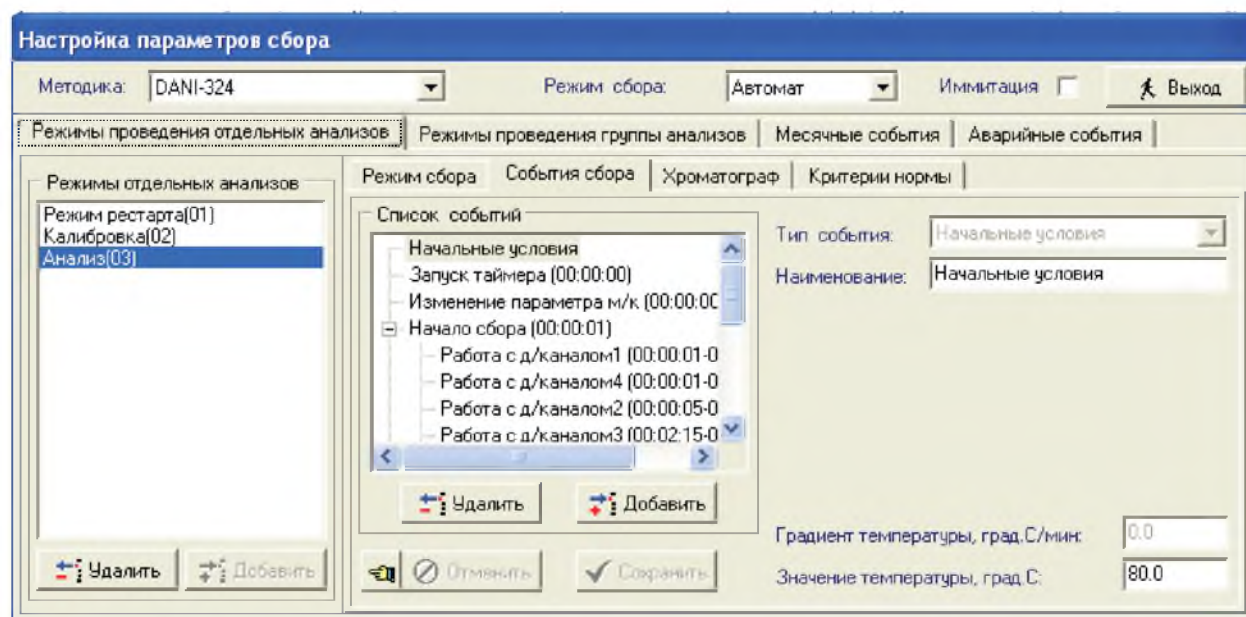 Настройка параметров сбора
Методика: DANI-324 Режим сбора: Автомат Иммитация Выход
Режимы проведения отдельных анализов Режимы проведения группы анализов Месячные события Аварийные события
Режимы отдельных анализов
Режим рестарта(01)
Калибровка(02)
Анализ(03)
Удалить Добавить
Режим сбора События сбора Хроматограф Критерии нормы
Список событий
Начальные условия
Запуск таймера (00:00:00)
Изменение параметра м/к (00:00:00
Начало сбора (00:00:01)
Работа с д/каналом1 (00:00:01-0
Работа с д/каналом4 (00:00:01-0
Работа с д/каналом2 (00:00:05-0
Работа с д/каналом3 (00:02:15-0
Удалить Добавить
Отменить Сохранить
Тип события: Начальные условия
Наименование: Начальные условия
Градиент температуры, град.С/мин: 0.0
Значение температуры, град.С: 80.0